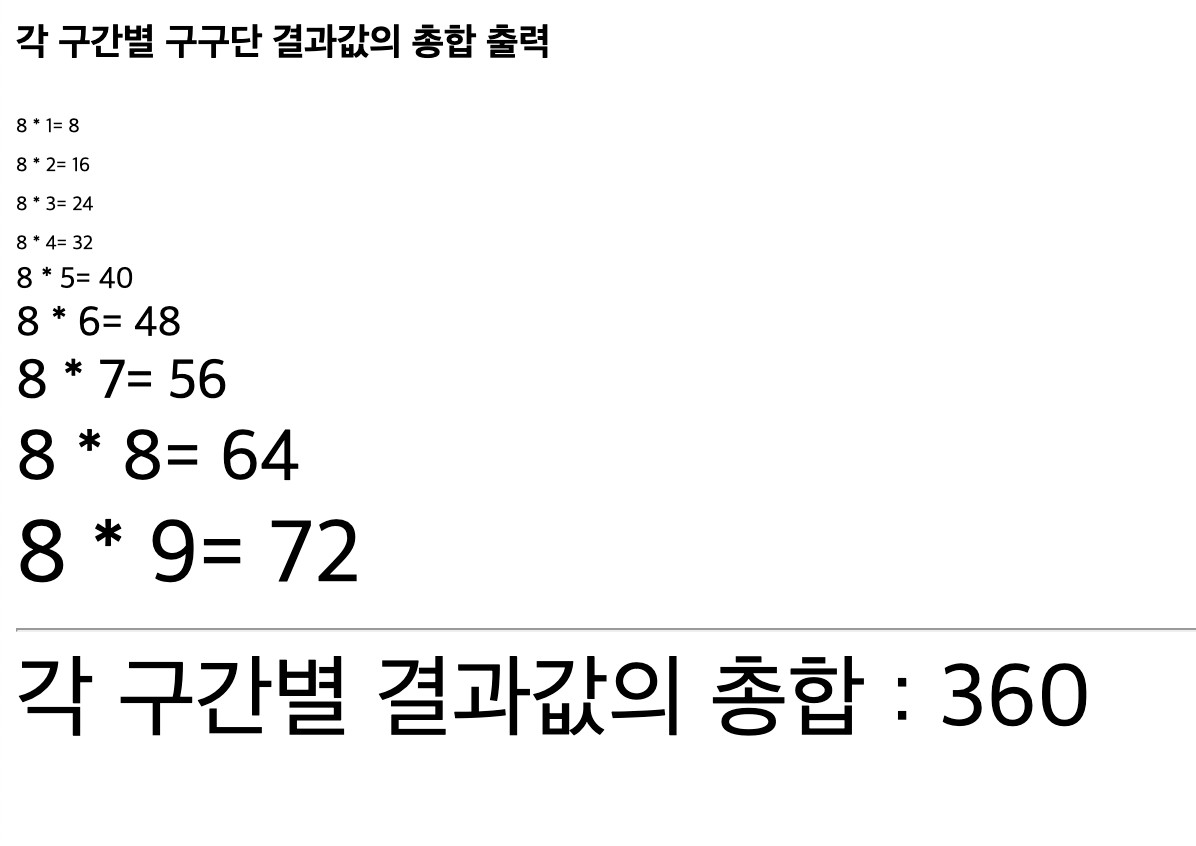 각 구간별 구구단 결과값의 총합 출력
8 * 1= 8
8 * 2= 16
8 * 3= 24
8 * 4= 32
8 * 5= 40
8 * 6= 48
8 * 7= 56
8 * 8= 64
8 * 9= 72
각 구간별 결과값의 총합 : 360